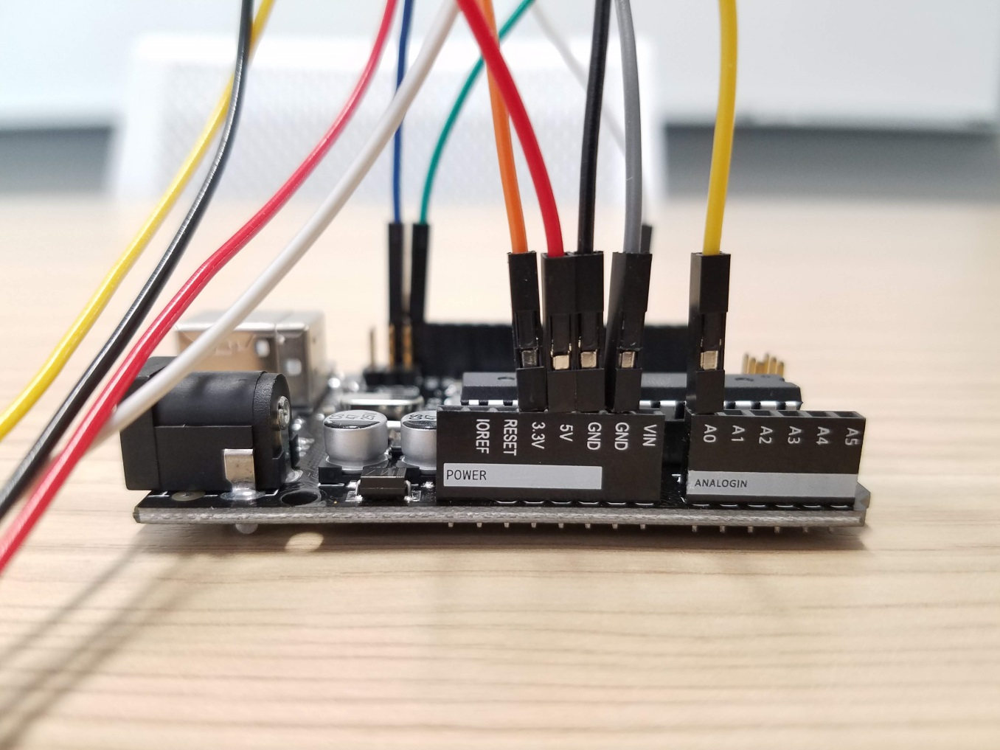 IOREF
RESET
3.3V
5V
GND
GND
VIN
POWER
A0
A1
A2
A3
A4
A5
ANALOGIN